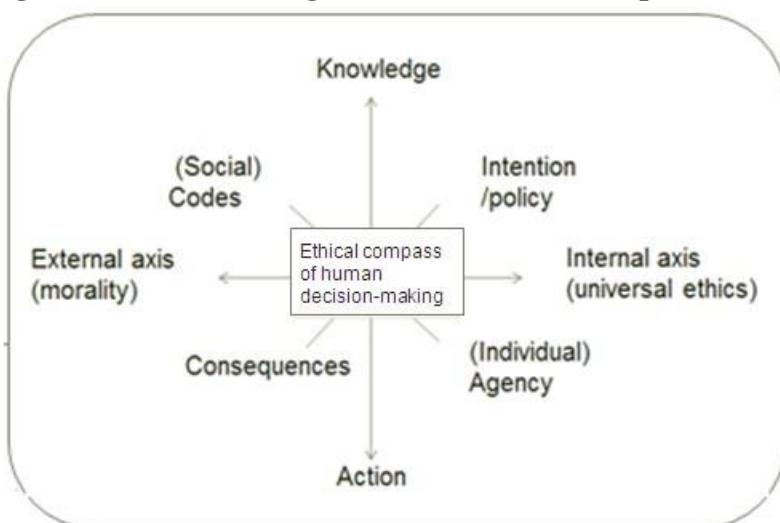 Knowledge
(Social)
Codes
Intention
/policy
External axis
(morality)
Ethical compass
of human
decision-making
Internal axis
(universal ethics)
Consequences
(Individual)
Agency
Action